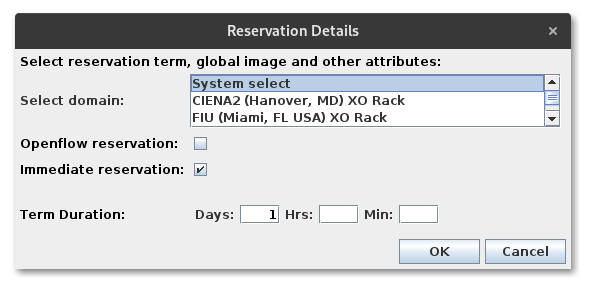 Reservation Details
Select reservation term, global image and other attributes:
Select domain:
System select
CIENA2 (Hanover, MD) XO Rack
FIU (Miami, FL USA) XO Rack
Openflow reservation:
Immediate reservation:
Term Duration: Days: 1 Hrs: Min:
OK Cancel